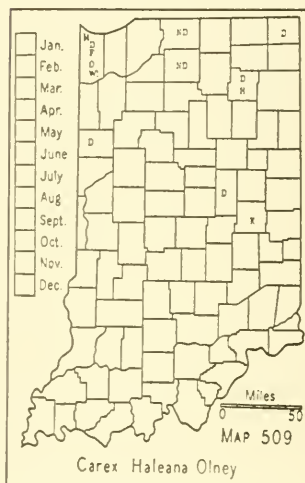 Jan.
Feb.
Mar.
Apr.
May
June
July
Aug
Sept.
Oct.
Nov.
Dec.
ND
D
ND
D
H
D
D
Miles
0 50
MAP 509
Carex Haleana Olney